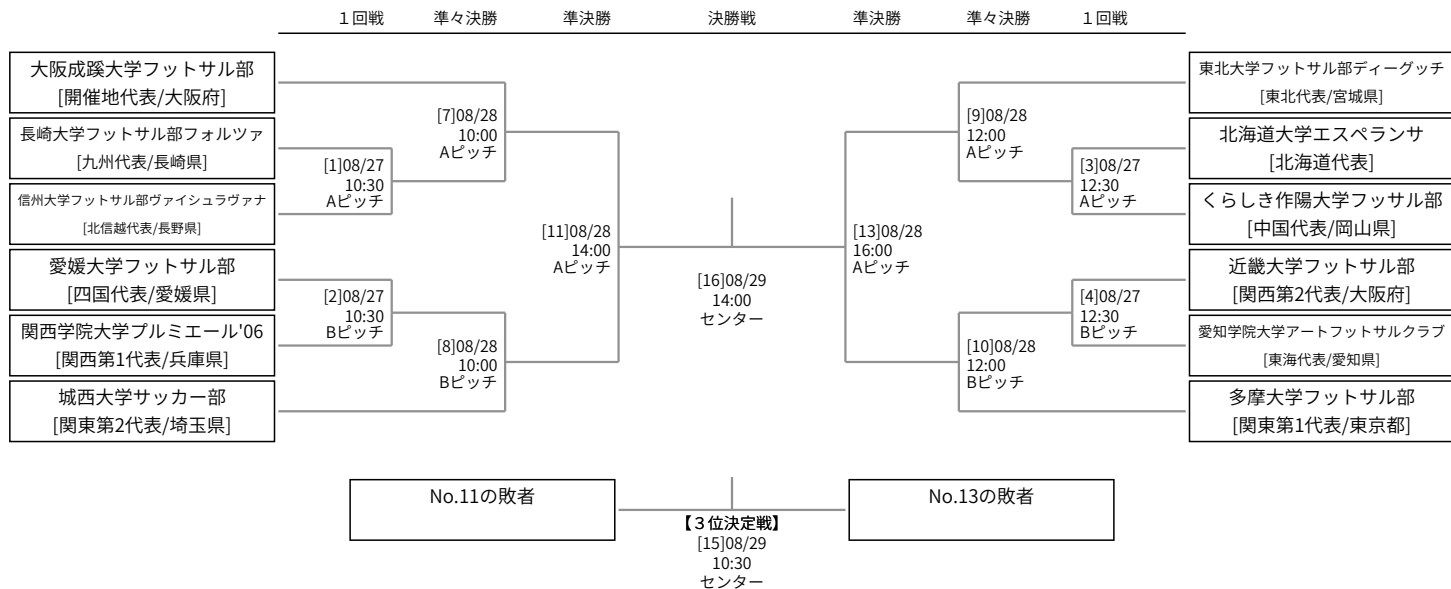 １回戦
準々決勝
準決勝
決勝戦
準決勝
準々決勝
１回戦
大阪成蹊大学フットサル部
[開催地代表/大阪府]
長崎大学フットサル部フォルツァ
[九州代表/長崎県]
信州大学フットサル部ヴァイシュラヴァナ
[北信越代表/長野県]
愛媛大学フットサル部
[四国代表/愛媛県]
関西学院大学プルミエール'06
[関西第1代表/兵庫県]
城西大学サッカー部
[関東第2代表/埼玉県]
[1]08/27
10:30
Aピッチ
[2]08/27
10:30
Bピッチ
[7]08/28
10:00
Aピッチ
[8]08/28
10:00
Bピッチ
[11]08/28
14:00
Aピッチ
[16]08/29
14:00
センター
[13]08/28
16:00
Aピッチ
[9]08/28
12:00
Aピッチ
[10]08/28
12:00
Bピッチ
[3]08/27
12:30
Aピッチ
[4]08/27
12:30
Bピッチ
東北大学フットサル部ディーグッチ
[東北代表/宮城県]
北海道大学エスペランサ
[北海道代表]
くらしき作陽大学フッサル部
[中国代表/岡山県]
近畿大学フットサル部
[関西第2代表/大阪府]
愛知学院大学アートフットサルクラブ
[東海代表/愛知県]
多摩大学フットサル部
[関東第1代表/東京都]
No.11の敗者
【３位決定戦】
[15]08/29
10:30
センター
No.13の敗者